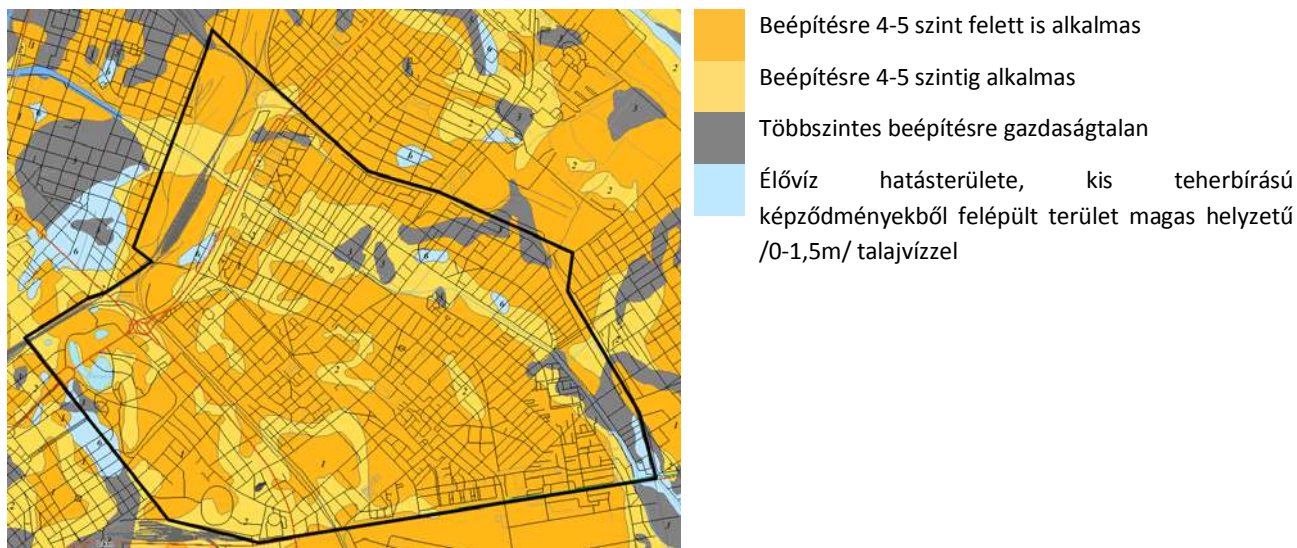 Beépítésre 4-5 szint felett is alkalmas
Beépítésre 4-5 szintig alkalmas
Többszintes beépítésre gazdaságtalan
Élővíz hatásterülete, kis teherbírású
képződményekből felépült terület magas helyzetű
/0-1,5m/ talajvízzel